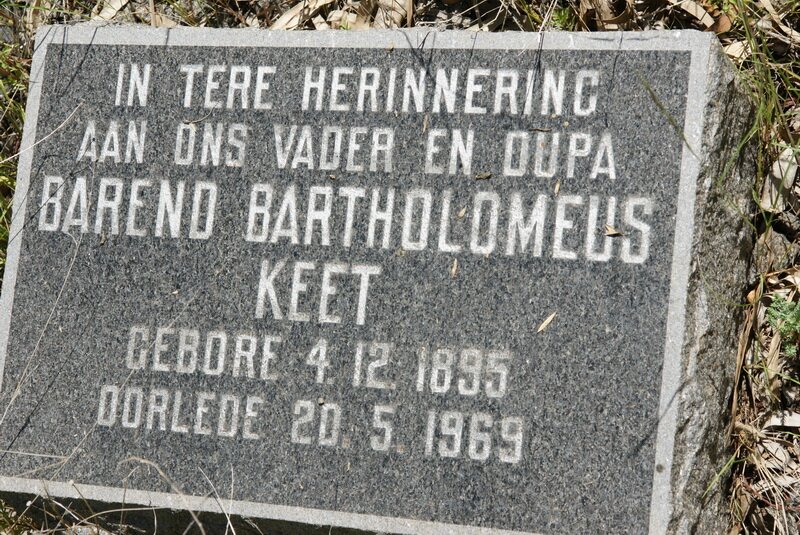 IN TERE HERINNERING
AAN ONS VADER EN OUPA
BAREND BARTHOLOMEUS
KEET
GEBORE 4. 12. 1895
OORLEDE 20. 5. 1969